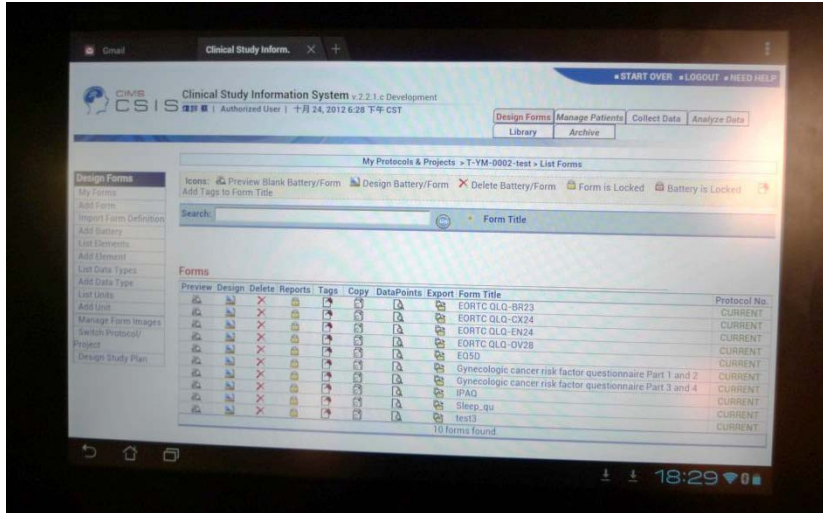 Gmail
Clinical Study Inform. × +
START OVER LOGOUT NEED HELP
CIMS
CSIS
Clinical Study Information System v.2.2.1.c Development
Authorized User | 十月 24, 2012 6:28 下午 CST
Design Forms Manage Patients Collect Data Analyze Data
Library Archive
My Protocols & Projects > T-YM-0002-test > List Forms
Design Forms
My Forms
Add Form
Import Form Definition
Add Battery
List Elements
Add Element
List Data Types
Add Data Type
List Units
Add Unit
Manage Form Images
Switch Protocol/
Project
Design Study Plan
Icons: Preview Blank Battery/Form Design Battery/Form Delete Battery/Form Form is Locked Battery is Locked
Add Tags to Form Title
Search: Form Title
Forms
Preview Design Delete Reports Tags Copy DataPoints Export Form Title Protocol No.
EORTC QLQ-BR23 CURRENT
EORTC QLQ-CX24 CURRENT
EORTC QLQ-EN24 CURRENT
EORTC QLQ-OV28 CURRENT
EQ5D CURRENT
Gynecologic cancer risk factor questionnaire Part 1 and 2 CURRENT
Gynecologic cancer risk factor questionnaire Part 3 and 4 CURRENT
IPAQ CURRENT
Sleep_qu CURRENT
test3 CURRENT
10 forms found
18:29